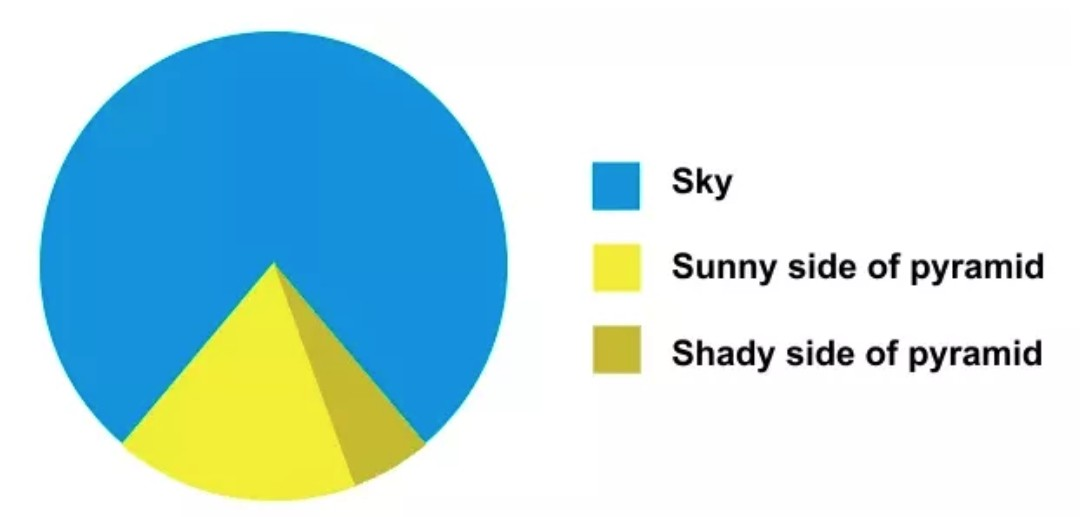 Sky
Sunny side of pyramid
Shady side of pyramid